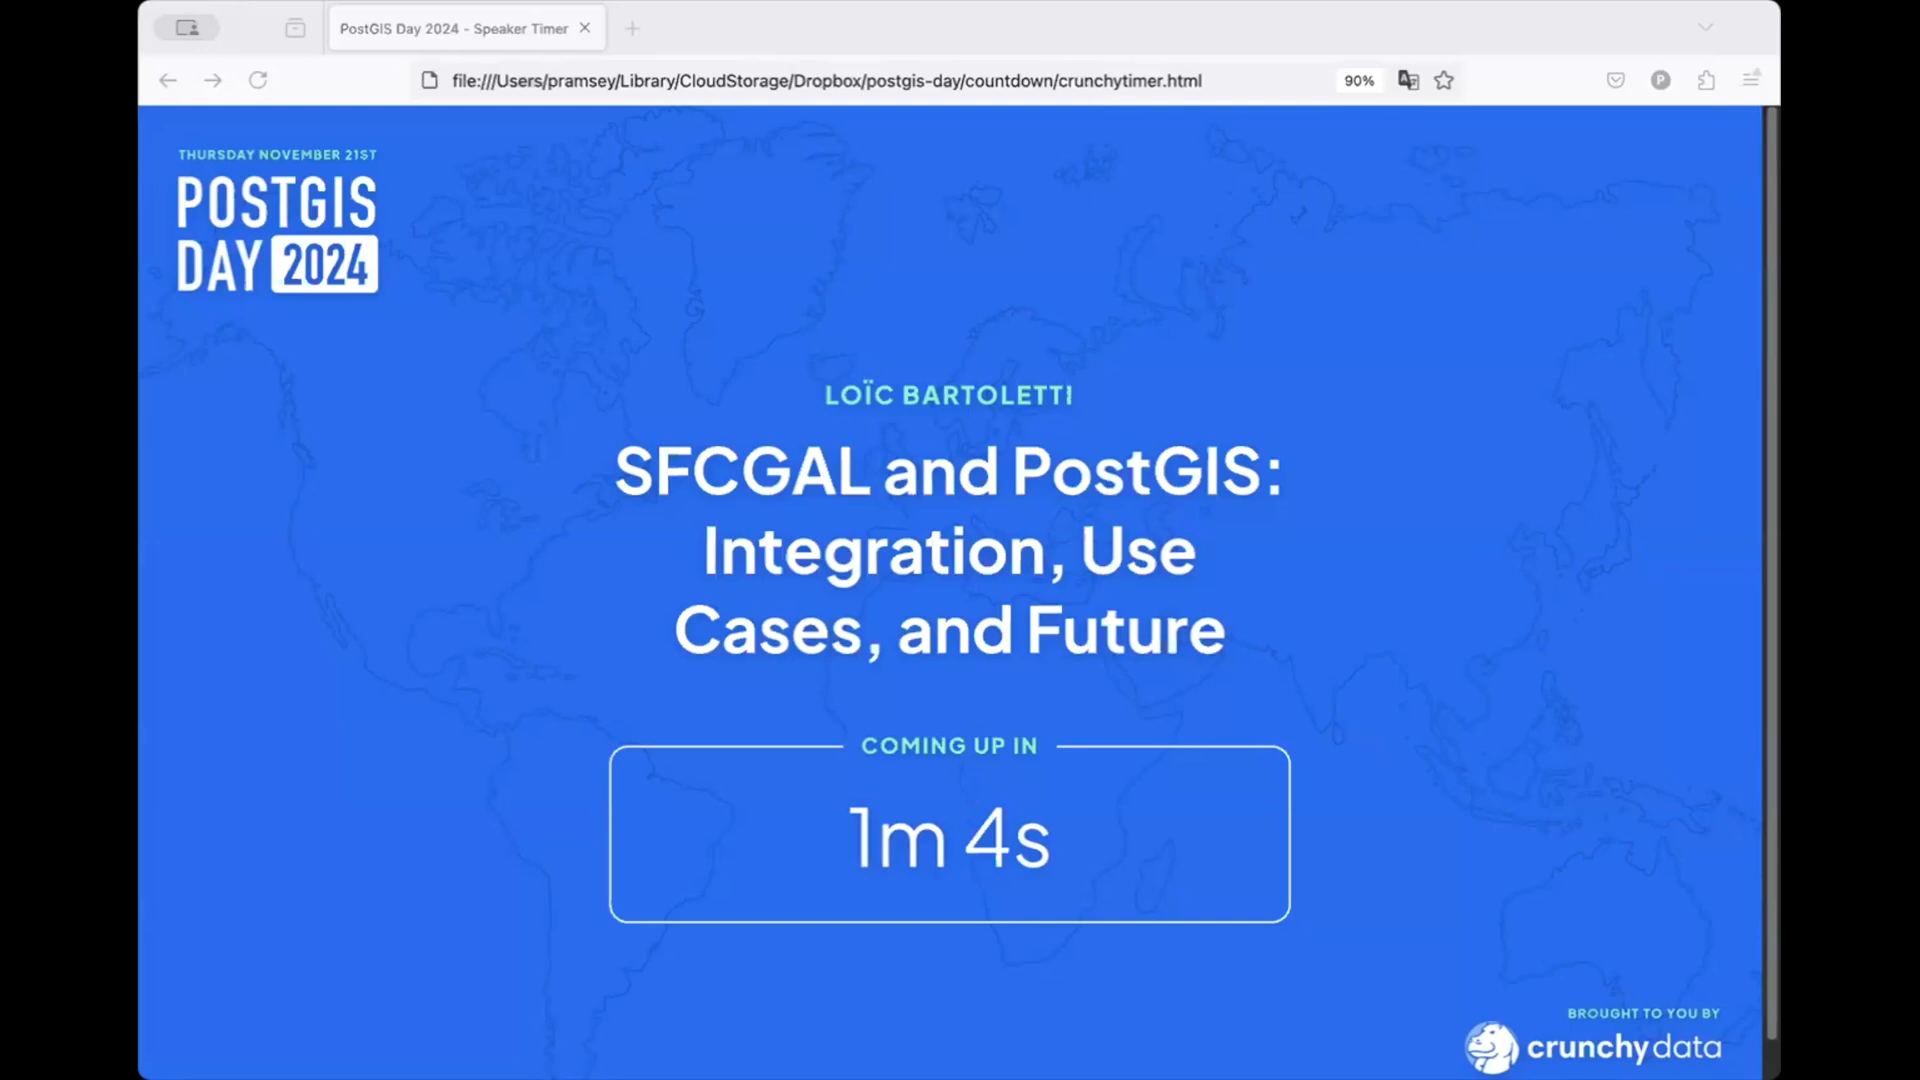 PostGIS Day 2024 - Speaker Timer
file:///Users/pramsey/Library/CloudStorage/Dropbox/postgis-day/countdown/crunchytimer.html
90%
P
THURSDAY NOVEMBER 21ST
POSTGIS
DAY 2024
LOÏC BARTOLETTI
SFCGAL and PostGIS:
Integration, Use
Cases, and Future
COMING UP IN
1m 4s
BROUGHT TO YOU BY
crunchydata